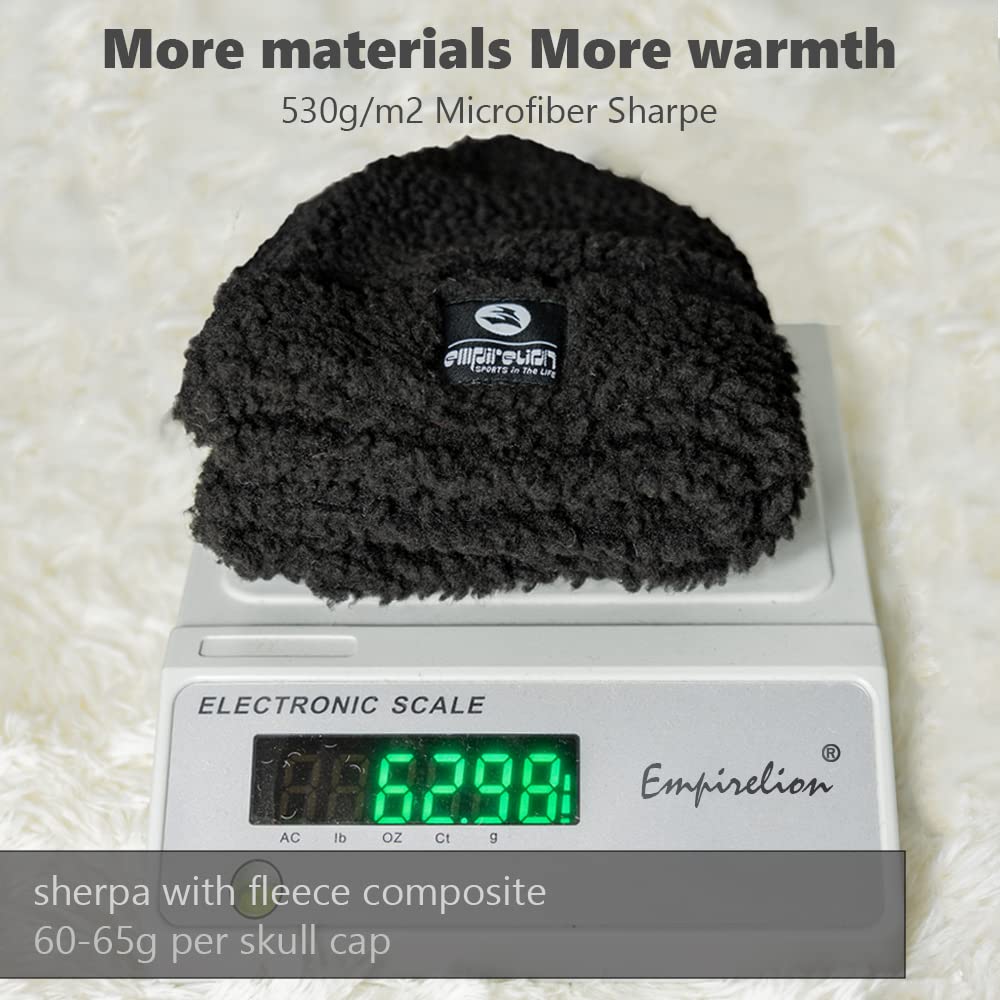 More materials More warmth
530g/m2 Microfiber Sharpe
empirelion
SPORTS in The LIFE
ELECTRONIC SCALE
62.98
Empirelion®
AC lb OZ Ct g
sherpa with fleece composite
60-65g per skull cap